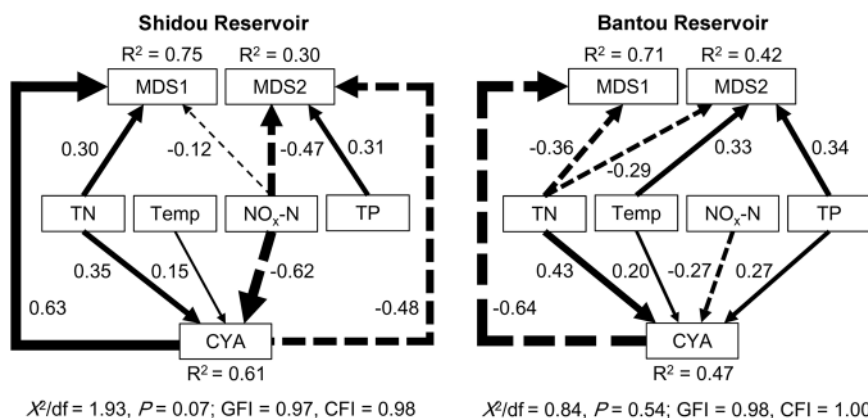 Shidou Reservoir
R² = 0.75 R² = 0.30
MDS1 MDS2
0.30 -0.12 -0.47 0.31
TN Temp NOₓ-N TP
0.35 0.15 -0.62
0.63 -0.48
CYA
R² = 0.61
X²/df = 1.93, P = 0.07; GFI = 0.97, CFI = 0.98
Bantou Reservoir
R² = 0.71 R² = 0.42
MDS1 MDS2
-0.36 -0.29 0.33 0.34
TN Temp NOₓ-N TP
0.43 0.20 -0.27 0.27
-0.64
CYA
R² = 0.47
X²/df = 0.84, P = 0.54; GFI = 0.98, CFI = 1.00